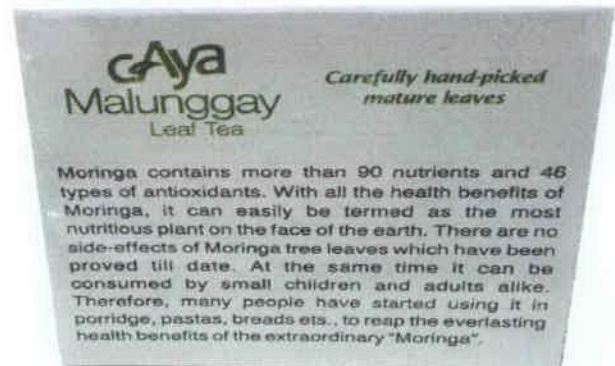 cAya
Malunggay
Leaf Tea
Carefully hand-picked
mature leaves
Moringa contains more than 90 nutrients and 46
types of antioxidants. With all the health benefits of
Moringa, it can easily be termed as the most
nutritious plant on the face of the earth. There are no
side-effects of Moringa tree leaves which have been
proved till date. At the same time it can be
consumed by small children and adults alike.
Therefore, many people have started using it in
porridge, pastas, breads ets., to reap the everlasting
health benefits of the extraordinary "Moringa".